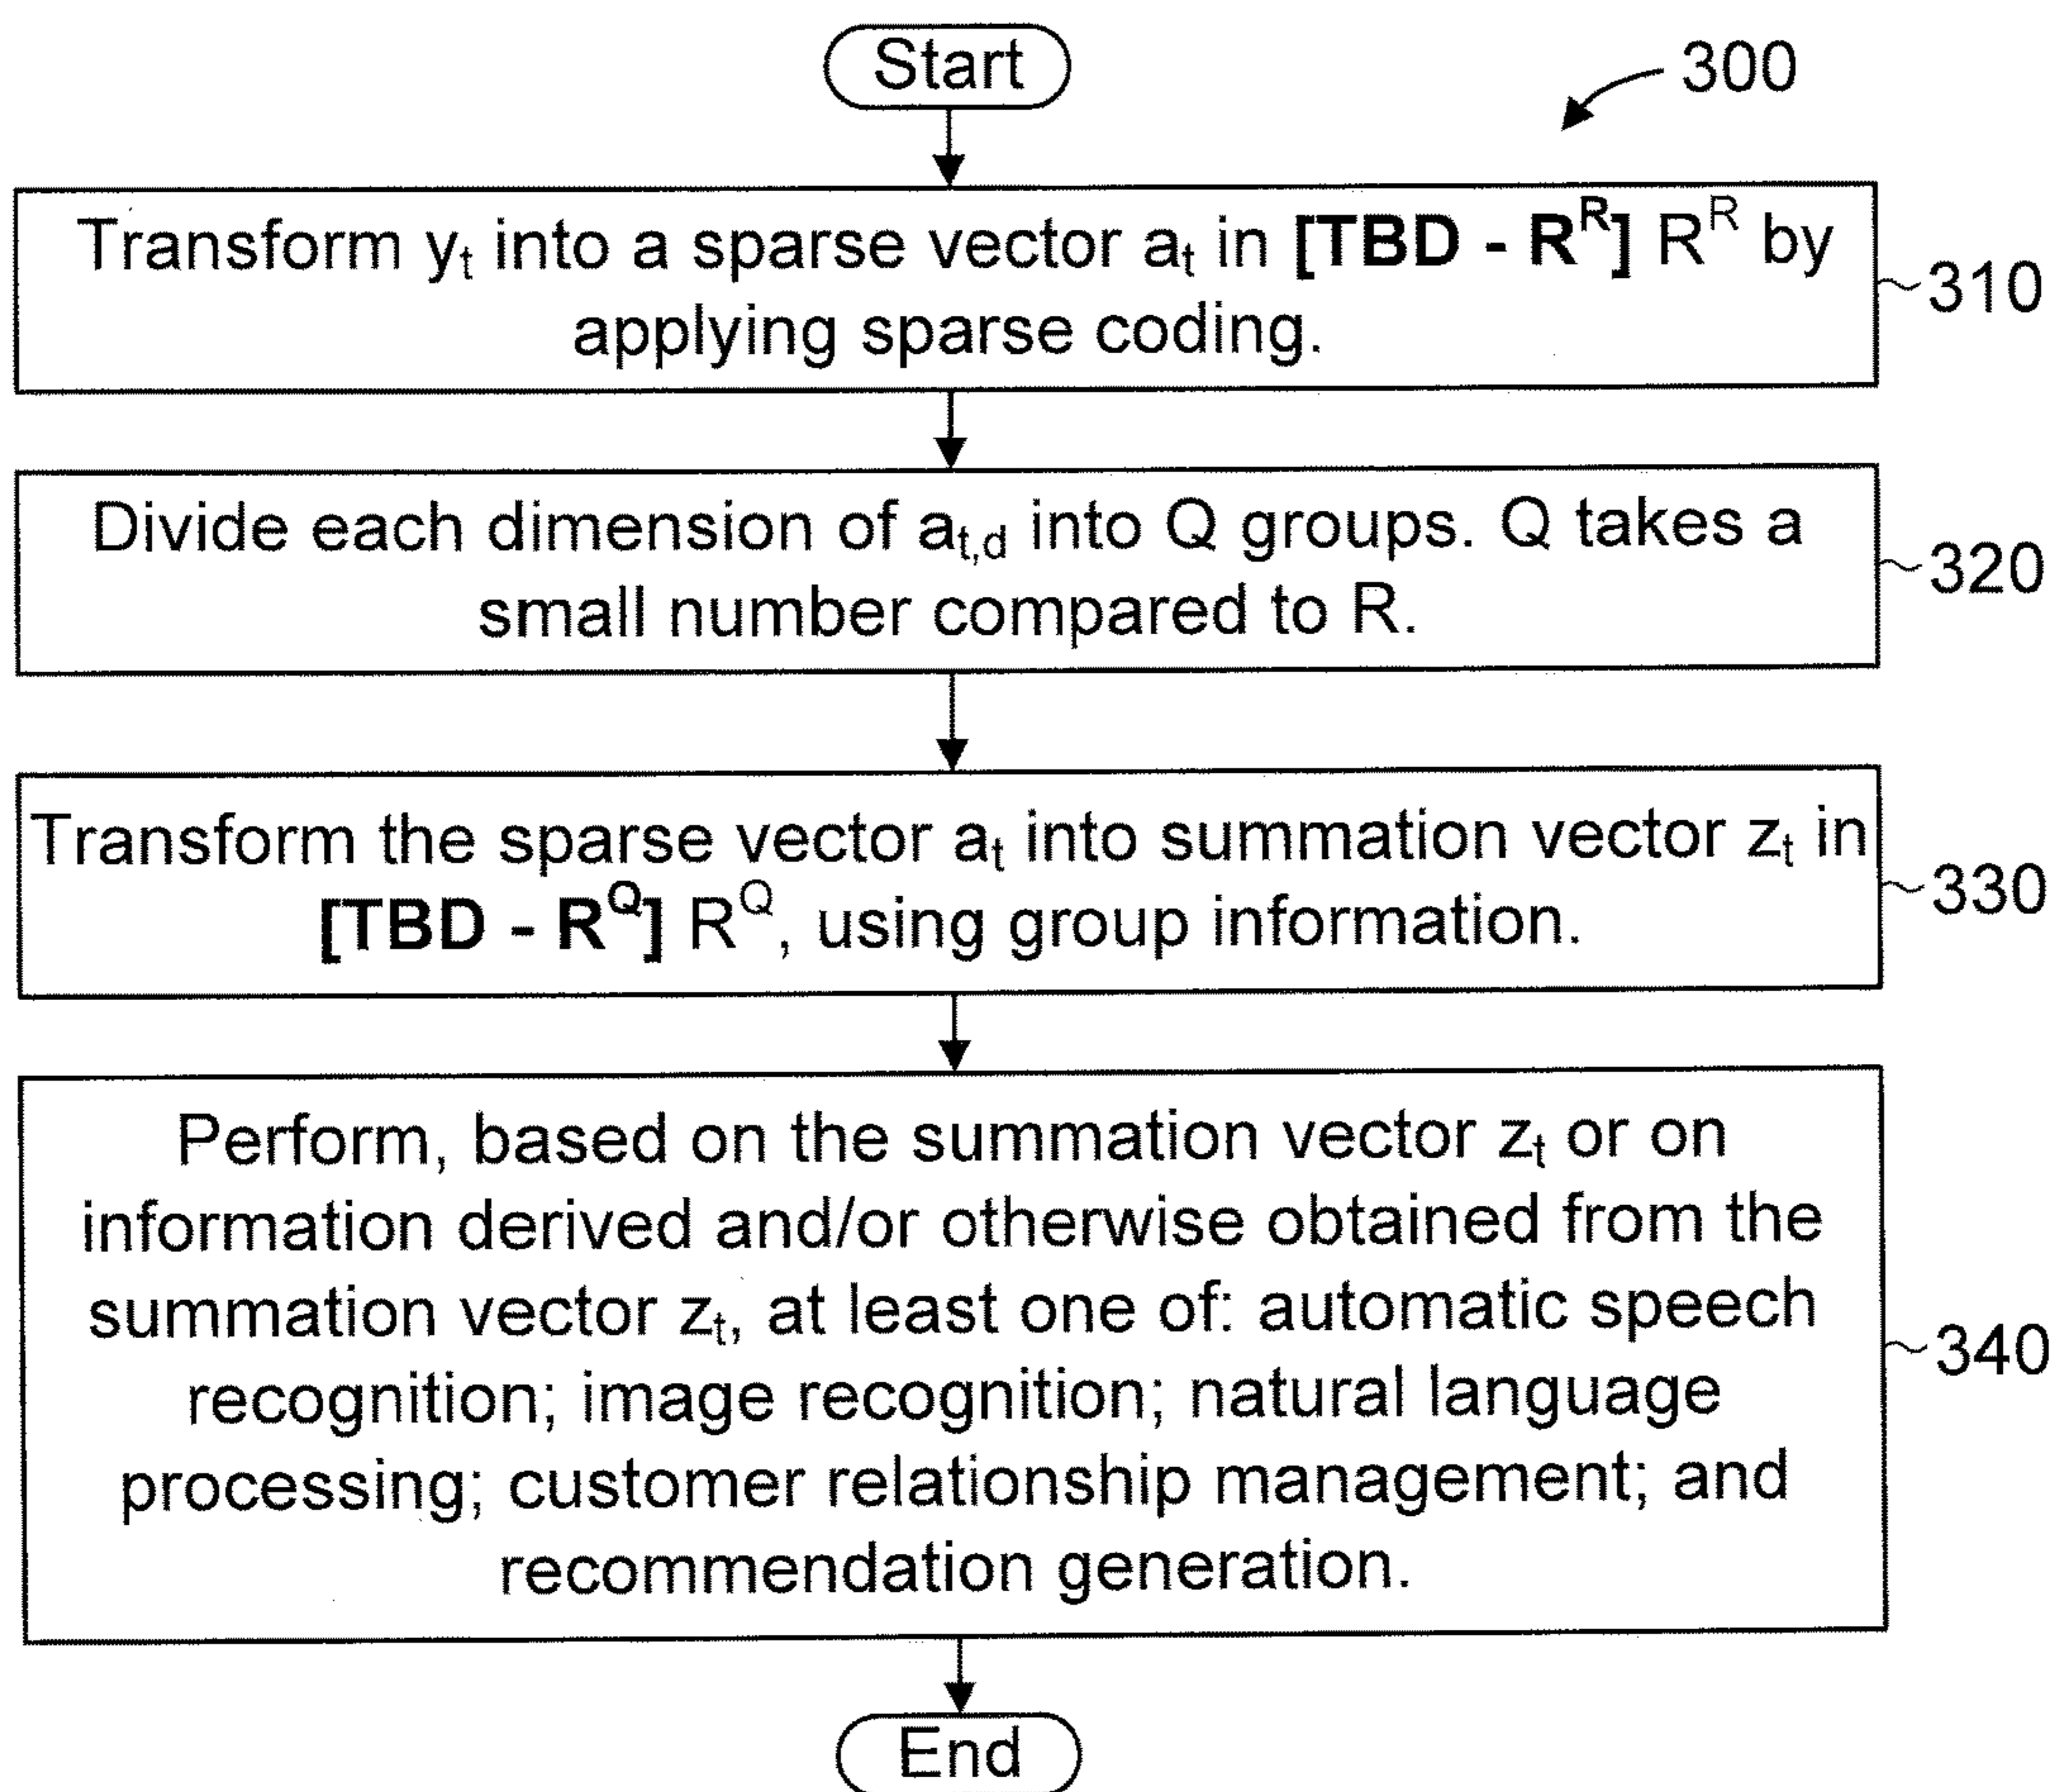 Start
300
Transform yₜ into a sparse vector aₜ in [TBD - Rᴿ] Rᴿ by
applying sparse coding.
310
Divide each dimension of a_{t,d} into Q groups. Q takes a
small number compared to R.
320
Transform the sparse vector aₜ into summation vector zₜ in
[TBD - R^Q] R^Q, using group information.
330
Perform, based on the summation vector zₜ or on
information derived and/or otherwise obtained from the
summation vector zₜ, at least one of: automatic speech
recognition; image recognition; natural language
processing; customer relationship management; and
recommendation generation.
340
End